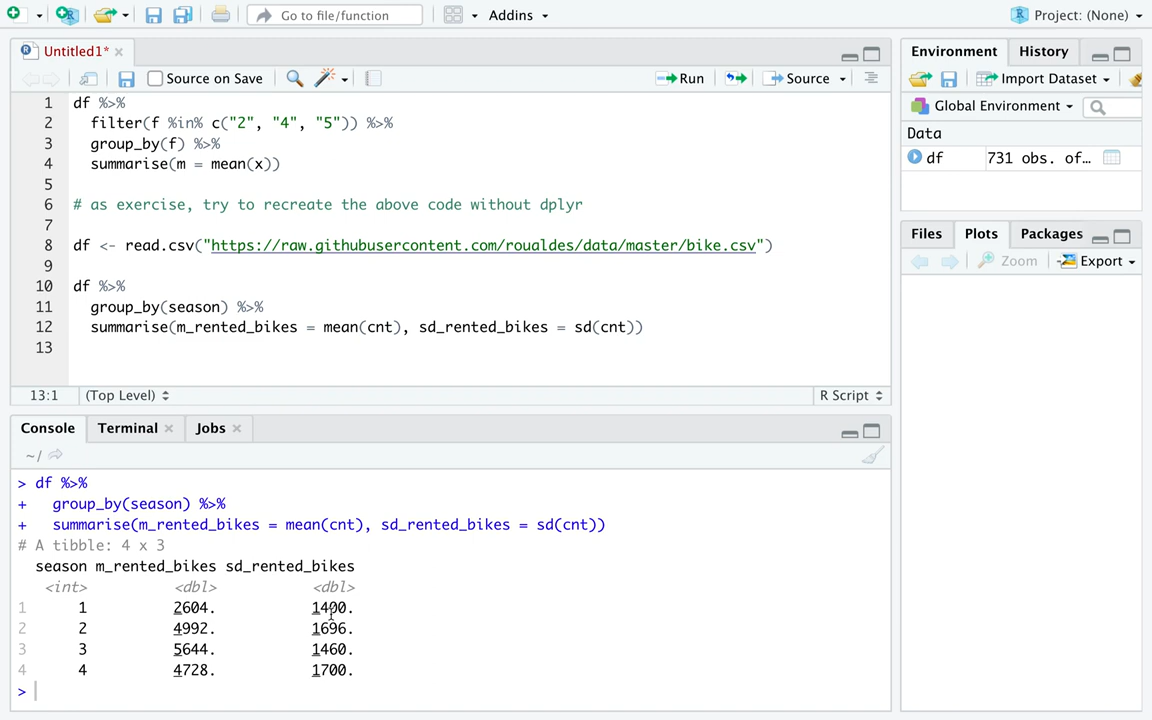 Go to file/function
Addins
Project: (None)
Untitled1*
Source on Save
Run
Source
1 df %>%
2 filter(f %in% c("2", "4", "5")) %>%
3 group_by(f) %>%
4 summarise(m = mean(x))
5
6 # as exercise, try to recreate the above code without dplyr
7
8 df <- read.csv("https://raw.githubusercontent.com/roualdes/data/master/bike.csv")
9
10 df %>%
11 group_by(season) %>%
12 summarise(m_rented_bikes = mean(cnt), sd_rented_bikes = sd(cnt))
13
13:1 (Top Level) R Script
Console Terminal Jobs
~/
> df %>%
+ group_by(season) %>%
+ summarise(m_rented_bikes = mean(cnt), sd_rented_bikes = sd(cnt))
# A tibble: 4 x 3
season m_rented_bikes sd_rented_bikes
<int> <dbl> <dbl>
1 1 2604. 1400.
2 2 4992. 1696.
3 3 5644. 1460.
4 4 4728. 1700.
>
Environment History
Import Dataset
Global Environment
Data
df 731 obs. of…
Files Plots Packages
Zoom Export